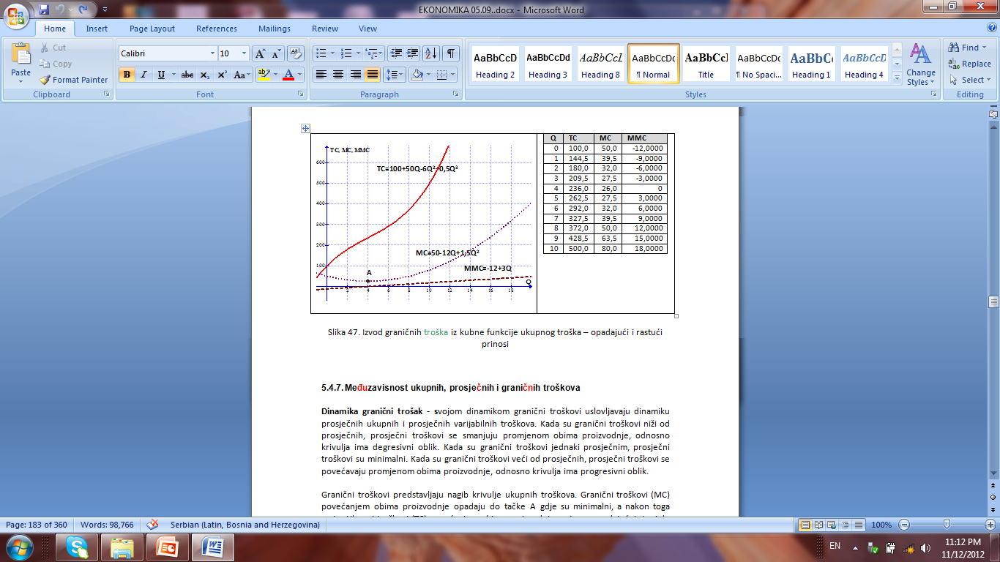 EKONOMIKA 05.09..docx - Microsoft Word
Home Insert Page Layout References Mailings Review View
Paste
Cut
Copy
Format Painter
Clipboard
Calibri 10
B I U abc x₂ x² Aa
Font
Paragraph
AaBbCcD AaBbCcDd AaBbCcL AaBbCcDc AaBbCcl AaBbCcDc AaBbCc AaBbCcD
Heading 2 Heading 3 Heading 8 ¶ Normal Title ¶ No Spaci... Heading 1 Heading 4
Change
Styles
Styles
Find
Replace
Select
Editing
TC, MC, MMC
600
500
400
300
200
100
2 4 6 8 10 12 14 16 18
TC=100+50Q-6Q²+0,5Q³
MC=50-12Q+1,5Q²
MMC=-12+3Q
A
Q
Q TC MC MMC
0 100,0 50,0 -12,0000
1 144,5 39,5 -9,0000
2 180,0 32,0 -6,0000
3 209,5 27,5 -3,0000
4 236,0 26,0 0
5 262,5 27,5 3,0000
6 292,0 32,0 6,0000
7 327,5 39,5 9,0000
8 372,0 50,0 12,0000
9 428,5 63,5 15,0000
10 500,0 80,0 18,0000
Slika 47. Izvod graničnih troška iz kubne funkcije ukupnog troška – opadajući i rastući
prinosi
5.4.7. Međuzavisnost ukupnih, prosječnih i graničnih troškova
Dinamika granični trošak - svojom dinamikom granični troškovi uslovljavaju dinamiku
prosječnih ukupnih i prosječnih varijabilnih troškova. Kada su granični troškovi niži od
prosječnih, prosječni troškovi se smanjuju promjenom obima proizvodnje, odnosno
krivulja ima degresivni oblik. Kada su granični troškovi jednaki prosječnim, prosječni
troškovi su minimalni. Kada su granični troškovi veći od prosječnih, prosječni troškovi se
povećavaju promjenom obima proizvodnje, odnosno krivulja ima progresivni oblik.
Granični troškovi predstavljaju nagib krivulje ukupnih troškova. Granični troškovi (MC)
povećanjem obima proizvodnje opadaju do tačke A gdje su minimalni, a nakon toga
Page: 183 of 360 Words: 98,766 Serbian (Latin, Bosnia and Herzegovina) 100%
EN
11:12 PM
11/12/2012